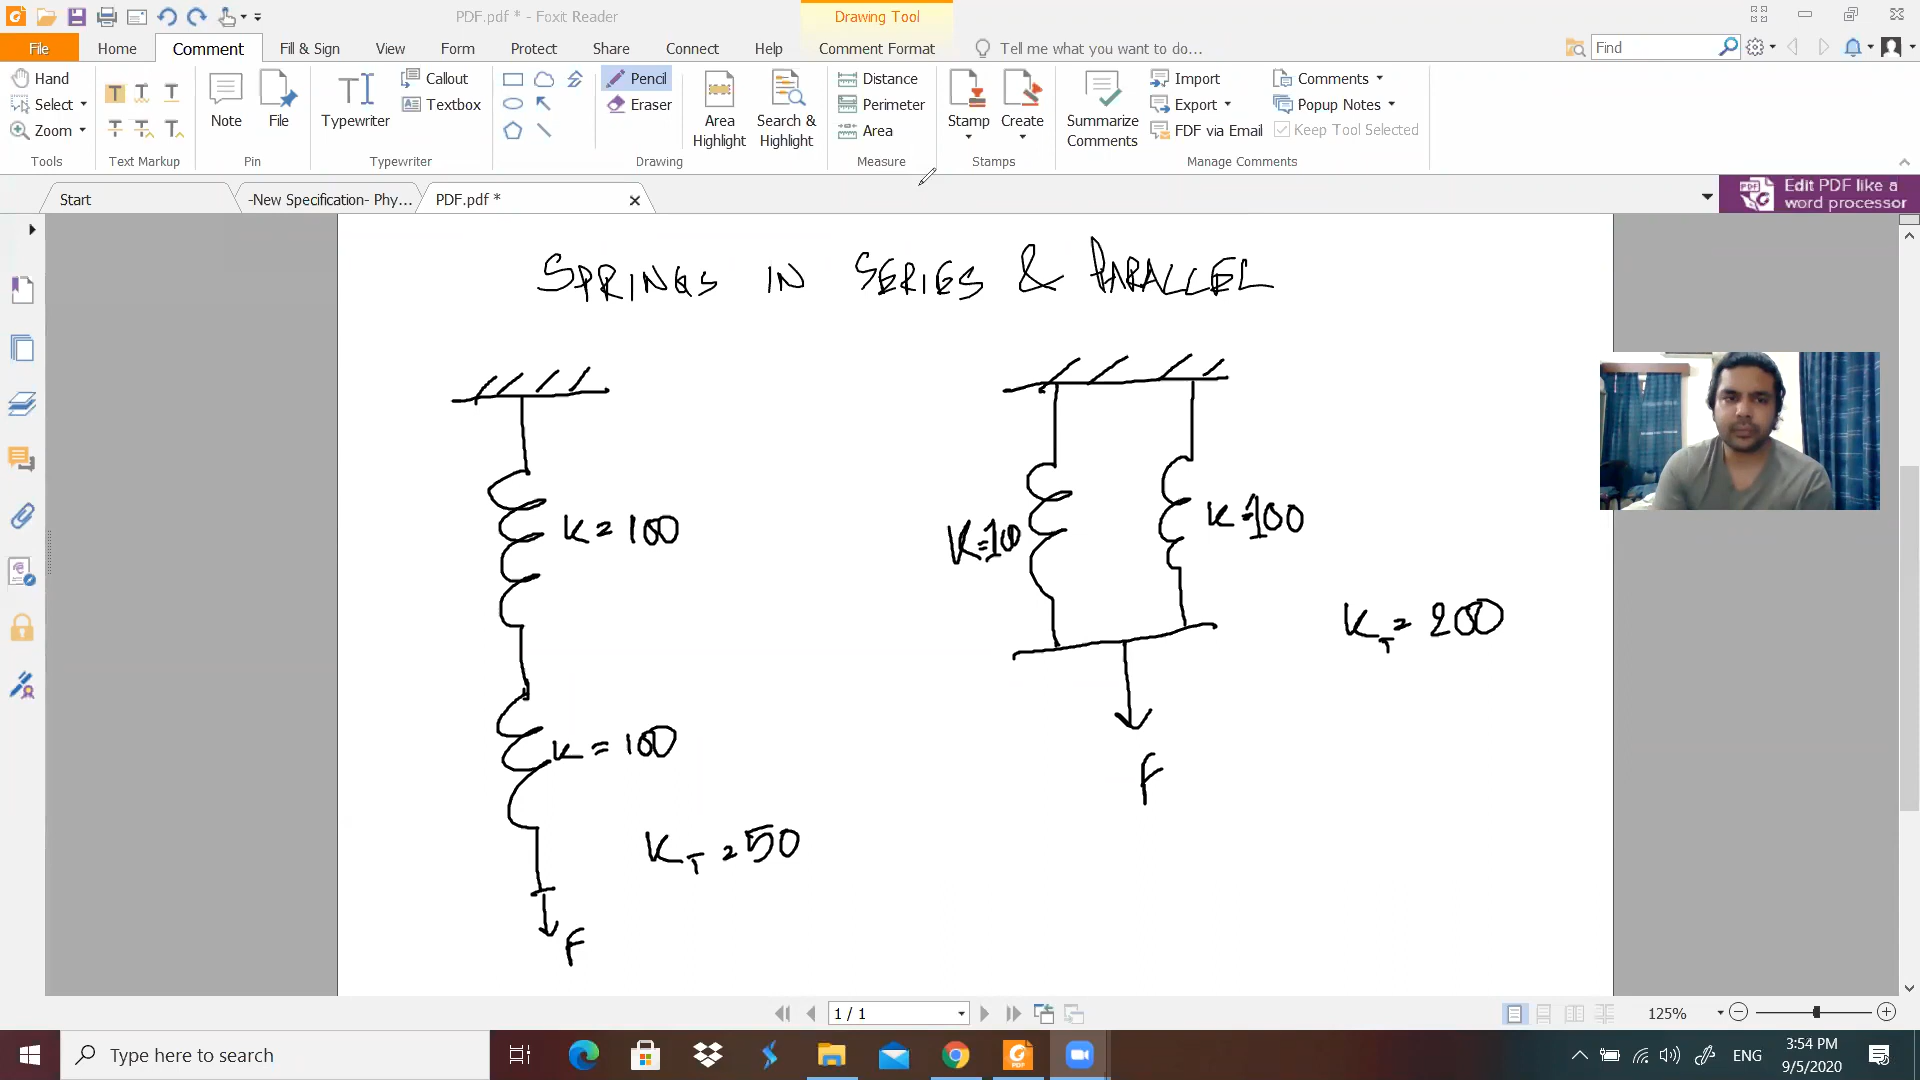 PDF.pdf * - Foxit Reader
Drawing Tool
File
Home
Comment
Fill & Sign
View
Form
Protect
Share
Connect
Help
Comment Format
Tell me what you want to do...
Find
Hand
Select
Zoom
Tools
Text Markup
Note
File
Pin
Typewriter
Callout
Textbox
Typewriter
Pencil
Eraser
Drawing
Area
Highlight
Search &
Highlight
Distance
Perimeter
Area
Measure
Stamp
Create
Stamps
Summarize
Comments
Import
Export
FDF via Email
Comments
Popup Notes
Keep Tool Selected
Manage Comments
Start
-New Specification- Phy...
PDF.pdf *
Edit PDF like a
word processor
SPRINGS IN SERIES & PARALLEL
K = 100
K = 100
K_T = 50
F
K=100
K=100
K_T = 200
F
1 / 1
125%
Type here to search
ENG
3:54 PM
9/5/2020